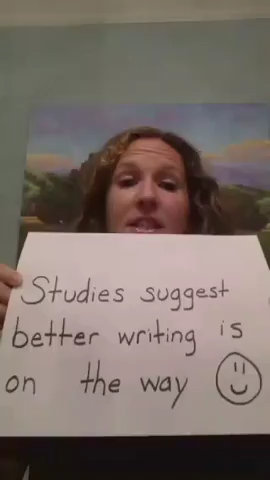 Studies suggest
better writing is
on the way